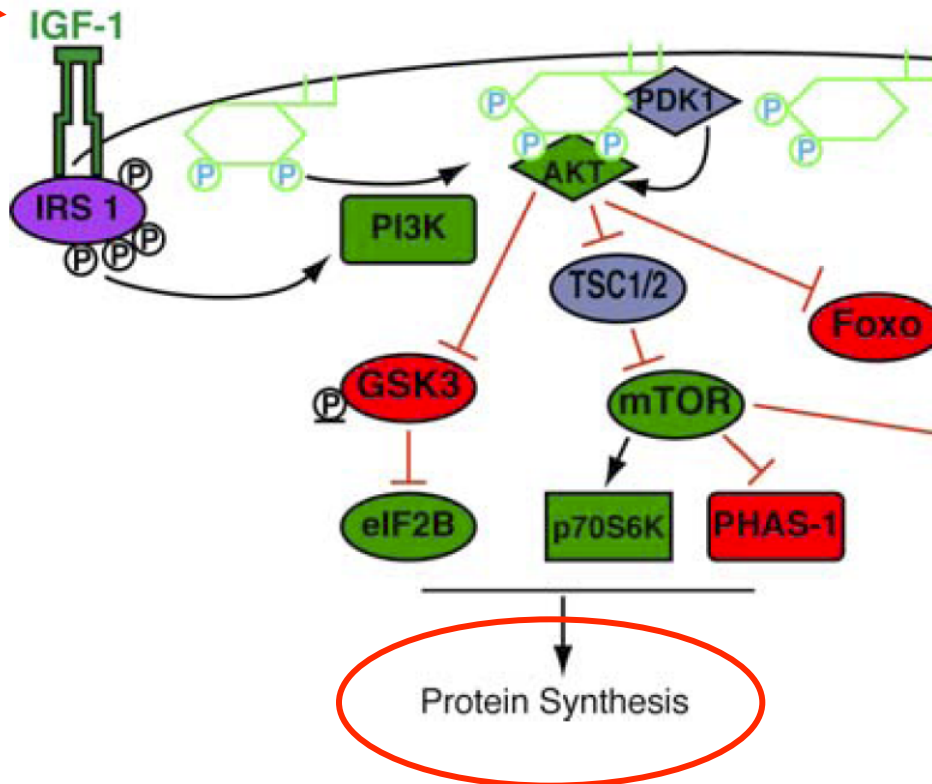 IGF-1
PDK1
P
P
P
P
P
P
P
AKT
P
IRS 1
P
P
P
PI3K
TSC1/2
Foxo
GSK3
P
mTOR
eIF2B
p70S6K
PHAS-1
Protein Synthesis